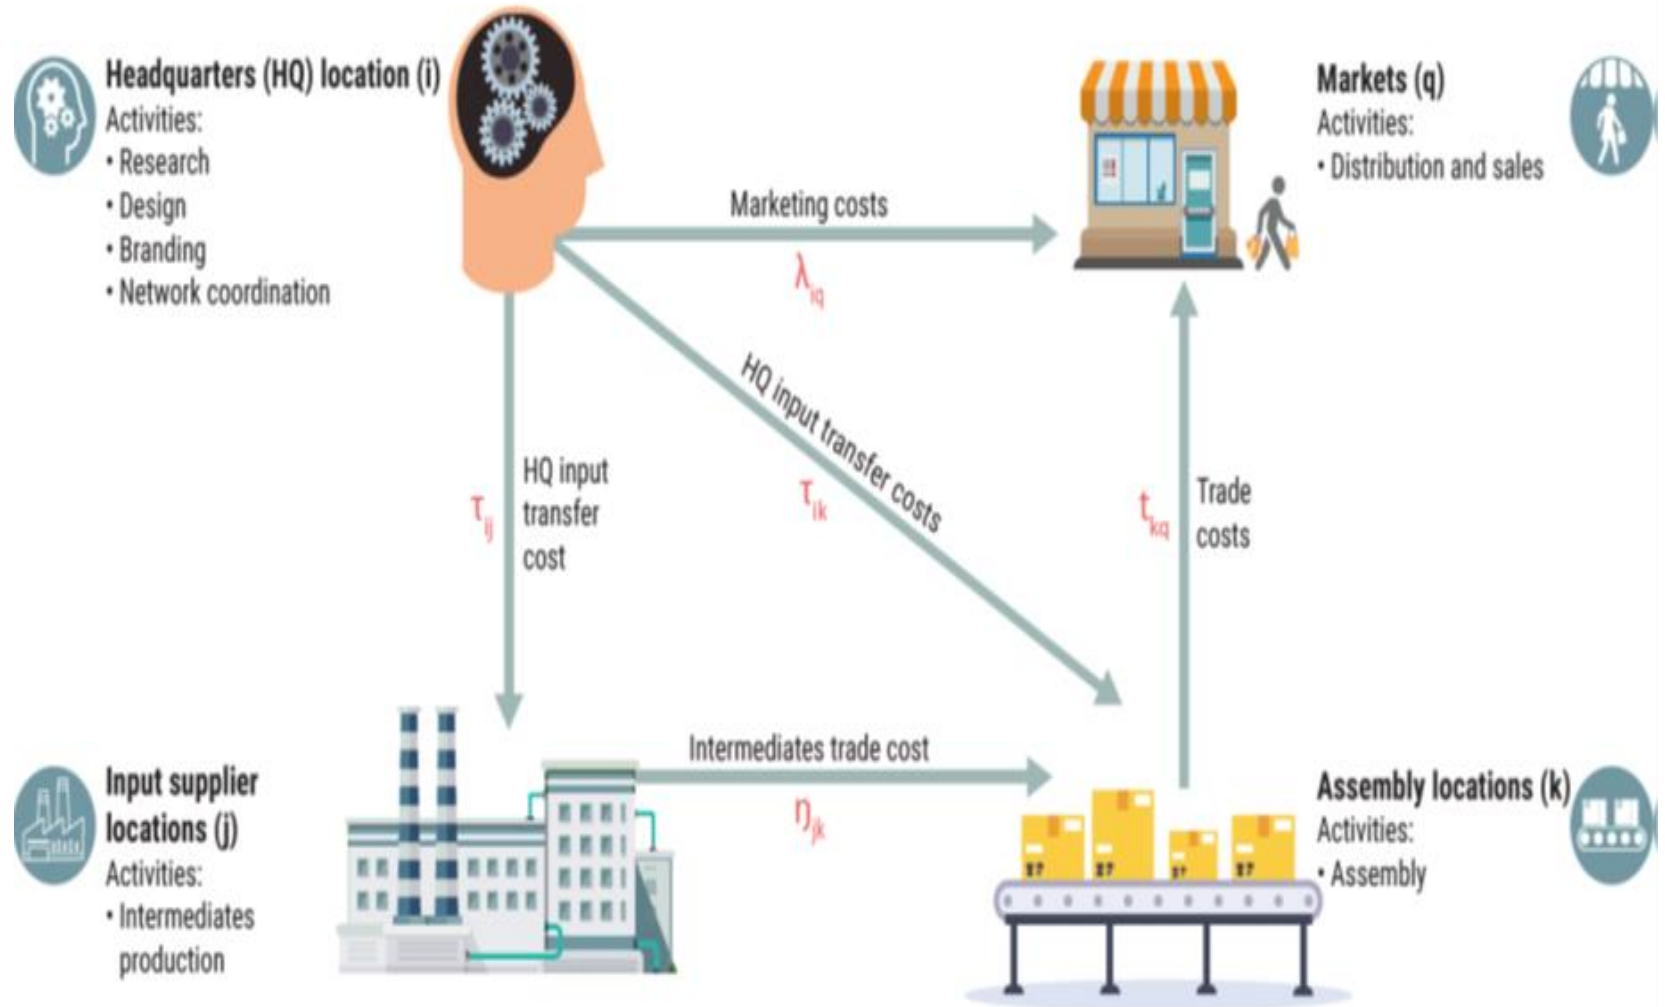 Headquarters (HQ) location (i)
Activities:
• Research
• Design
• Branding
• Network coordination
Markets (q)
Activities:
• Distribution and sales
Marketing costs
λiq
HQ input transfer costs
τik
HQ input
transfer
cost
τij
Trade
costs
tkq
Intermediates trade cost
ηjk
Input supplier
locations (j)
Activities:
• Intermediates
production
Assembly locations (k)
Activities:
• Assembly